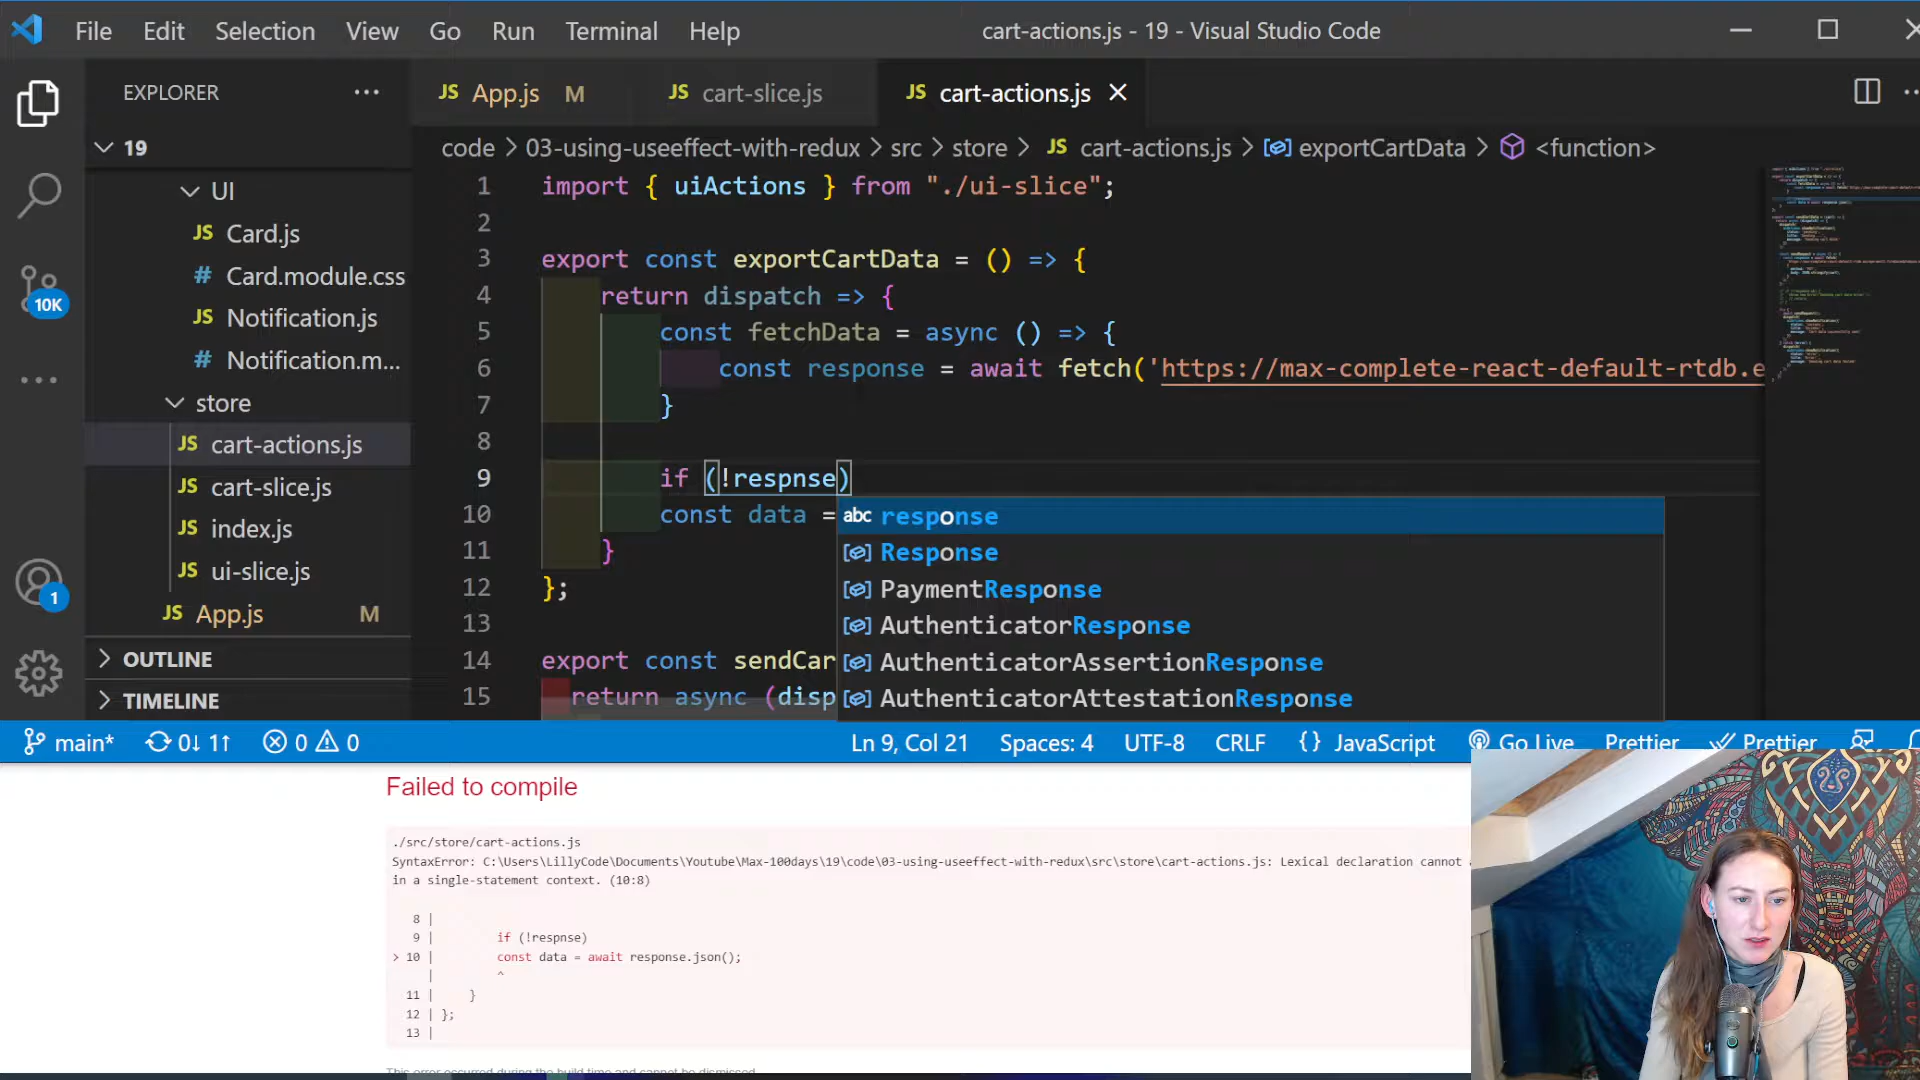 File Edit Selection View Go Run Terminal Help cart-actions.js - 19 - Visual Studio Code
EXPLORER
JS App.js M JS cart-slice.js JS cart-actions.js
19
code > 03-using-useeffect-with-redux > src > store > JS cart-actions.js > exportCartData > <function>
UI
JS Card.js
# Card.module.css
JS Notification.js
# Notification.m...
store
JS cart-actions.js
JS cart-slice.js
JS index.js
JS ui-slice.js
JS App.js M
OUTLINE
TIMELINE
10K
1
1 import { uiActions } from "./ui-slice";
2
3 export const exportCartData = () => {
4 return dispatch => {
5 const fetchData = async () => {
6 const response = await fetch('https://max-complete-react-default-rtdb.e
7 }
8
9 if (!respnse)
10 const data =
11 }
12 };
13
14 export const sendCar
15 return async (disp
abc response
Response
PaymentResponse
AuthenticatorResponse
AuthenticatorAssertionResponse
AuthenticatorAttestationResponse
main* 0↓ 1↑ 0 0 Ln 9, Col 21 Spaces: 4 UTF-8 CRLF {} JavaScript Go Live Prettier Prettier
Failed to compile
./src/store/cart-actions.js
SyntaxError: C:\Users\LillyCode\Documents\Youtube\Max-100days\19\code\03-using-useeffect-with-redux\src\store\cart-actions.js: Lexical declaration cannot
in a single-statement context. (10:8)
8 |
9 | if (!respnse)
> 10 | const data = await response.json();
| ^
11 | }
12 | };
13 |
This error occurred during the build time and cannot be dismissed.